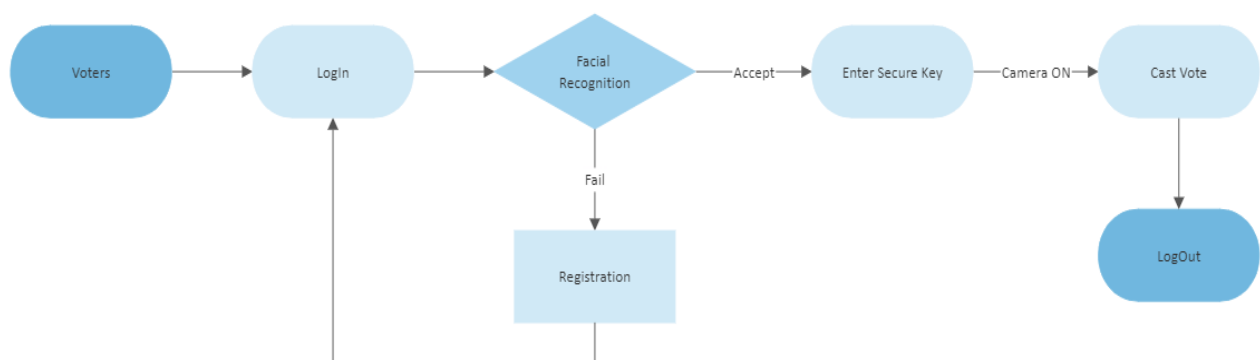 Voters
LogIn
Facial
Recognition
Accept
Enter Secure Key
Camera ON
Cast Vote
Fail
Registration
LogOut